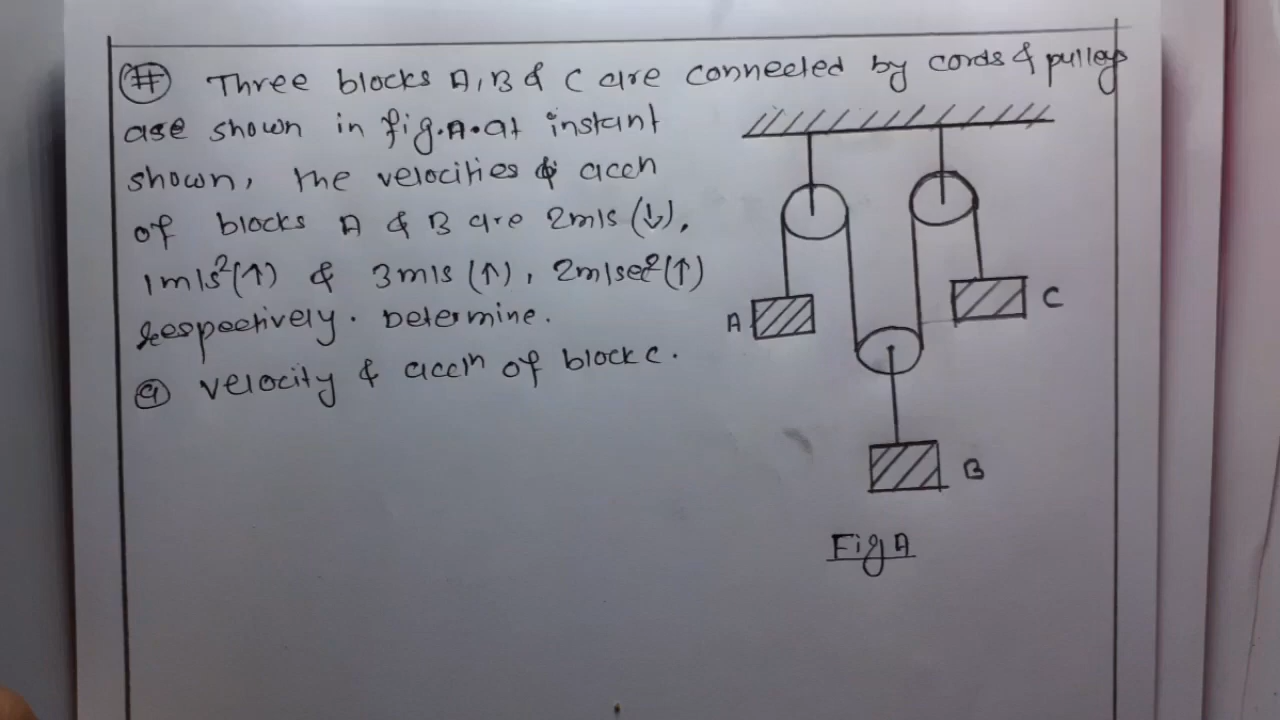 # Three blocks A, B & C are connected by cords & pulleys
are shown in fig.A. at instant
shown, the velocities & accn
of blocks A & B are 2m/s (↓),
1m/s²(↑) & 3m/s (↑), 2m/sec²(↑)
respectively. Determine.
ⓐ velocity & accln of block C.
A
C
B
Fig A